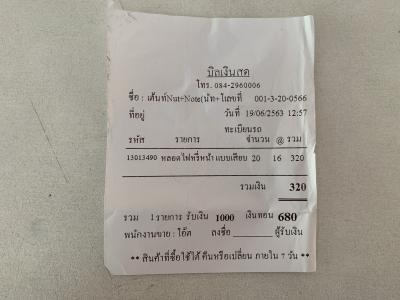 บิลเงินสด
โทร. 084-2960006
ชื่อ : เต้นท์Nut+Note(นัท+โ เลขที่ 001-3-20-0566
ที่อยู่ วันที่ 19/06/2563 12:57
ทะเบียนรถ
รหัส รายการ จำนวน @ รวม
13013490 หลอดไฟหรี่หน้า แบบเสียบ 20 16 320
รวมเงิน 320
รวม 1 รายการ รับเงิน 1000 เงินทอน 680
พนักงานขาย : โอ๊ต ลงชื่อ ______ ผู้รับเงิน
** สินค้าที่ซื้อใช้ได้ คืนหรือเปลี่ยน ภายใน 7 วัน **